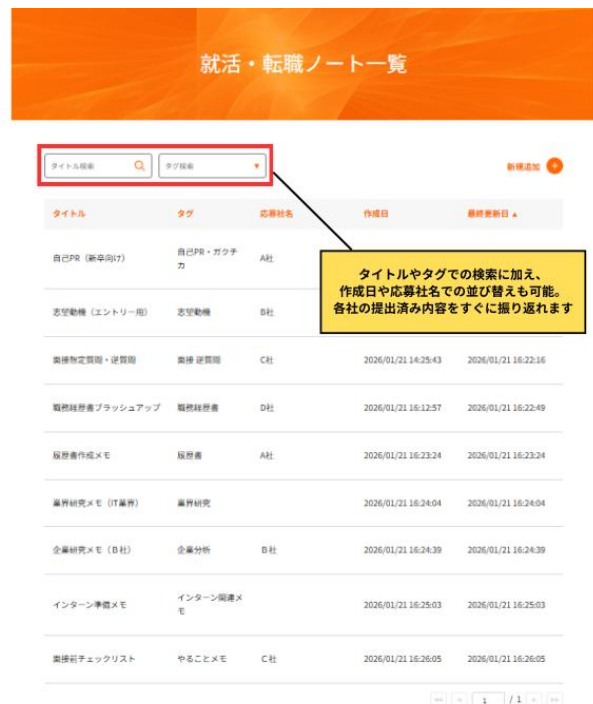 就活・転職ノート一覧
タイトル検索 タグ検索 ▼ 新規追加 +
タイトル タグ 応募社名 作成日 最終更新日 ▲
自己PR（新卒向け） 自己PR・ガクチカ A社
志望動機（エントリー用） 志望動機 B社
タイトルやタグでの検索に加え、
作成日や応募社名での並び替えも可能。
各社の提出済み内容をすぐに振り返れます
面接想定質問・逆質問 面接 逆質問 C社 2026/01/21 14:25:43 2026/01/21 16:22:16
職務経歴書ブラッシュアップ 職務経歴書 D社 2026/01/21 16:12:57 2026/01/21 16:22:49
履歴書作成メモ 履歴書 A社 2026/01/21 16:23:24 2026/01/21 16:23:24
業界研究メモ（IT業界） 業界研究 2026/01/21 16:24:04 2026/01/21 16:24:04
企業研究メモ（B社） 企業分析 B社 2026/01/21 16:24:39 2026/01/21 16:24:39
インターン準備メモ インターン関連メモ 2026/01/21 16:25:03 2026/01/21 16:25:03
面接前チェックリスト やることメモ C社 2026/01/21 16:26:05 2026/01/21 16:26:05
1 / 1